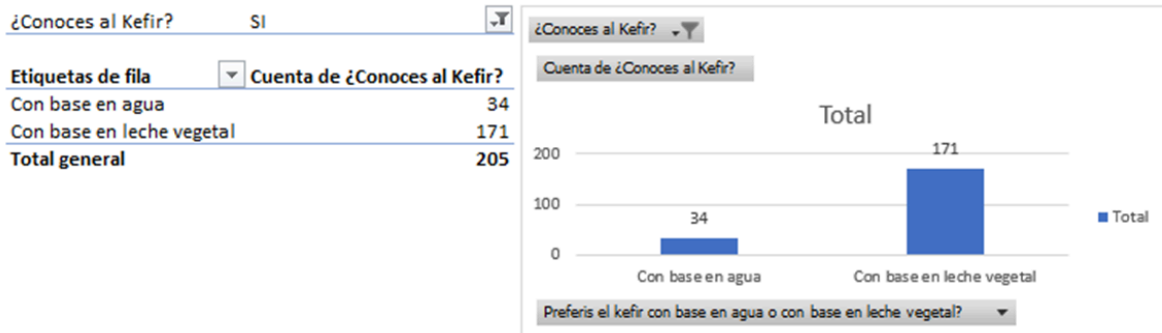 ¿Conoces al Kefir? SI
Etiquetas de fila Cuenta de ¿Conoces al Kefir?
Con base en agua 34
Con base en leche vegetal 171
Total general 205
¿Conoces al Kefir?
Cuenta de ¿Conoces al Kefir?
Total
200
171
100
34
0
Con base en agua Con base en leche vegetal
Total
Preferis el kefir con base en agua o con base en leche vegetal?